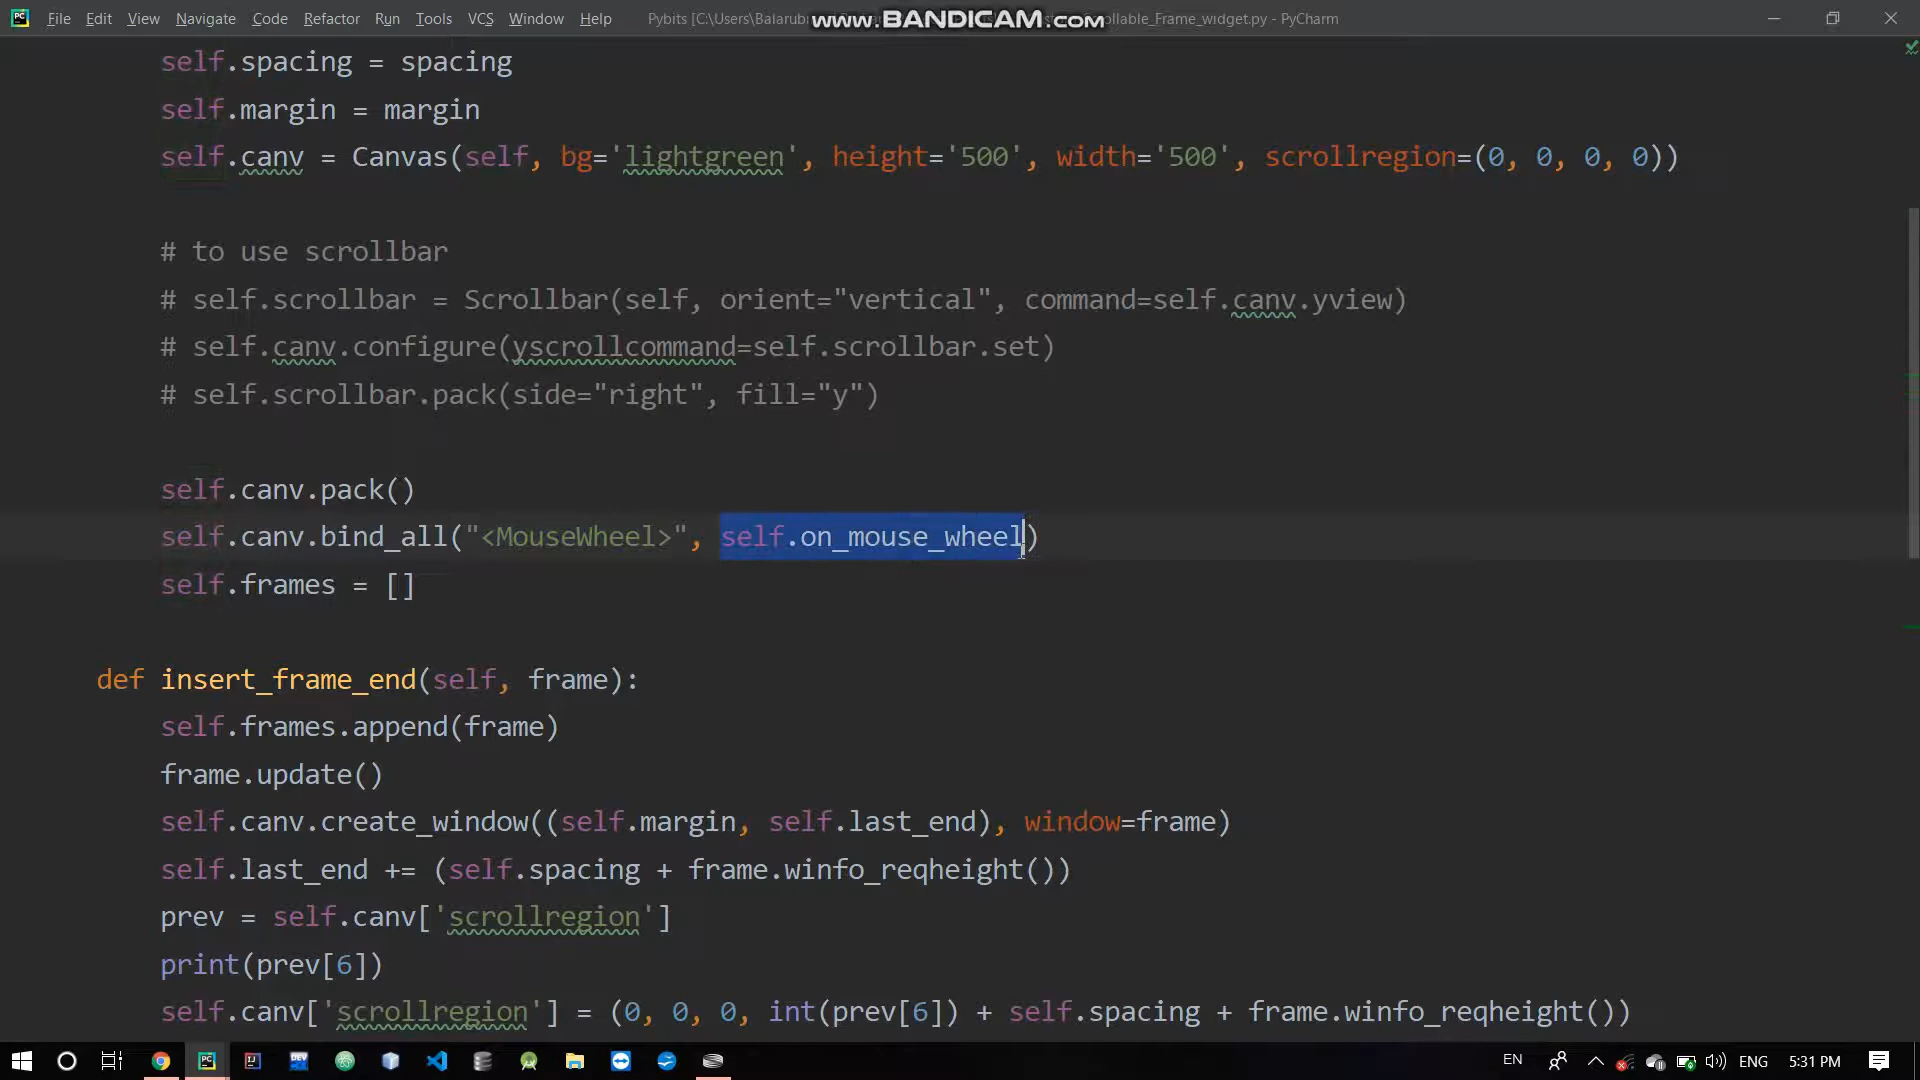 File Edit View Navigate Code Refactor Run Tools VCS Window Help Pybits [C:\Users\Balarub www.BANDICAM.com ollable_Frame_widget.py - PyCharm
self.spacing = spacing
self.margin = margin
self.canv = Canvas(self, bg='lightgreen', height='500', width='500', scrollregion=(0, 0, 0, 0))
# to use scrollbar
# self.scrollbar = Scrollbar(self, orient="vertical", command=self.canv.yview)
# self.canv.configure(yscrollcommand=self.scrollbar.set)
# self.scrollbar.pack(side="right", fill="y")
self.canv.pack()
self.canv.bind_all("<MouseWheel>", self.on_mouse_wheel)
self.frames = []
def insert_frame_end(self, frame):
self.frames.append(frame)
frame.update()
self.canv.create_window((self.margin, self.last_end), window=frame)
self.last_end += (self.spacing + frame.winfo_reqheight())
prev = self.canv['scrollregion']
print(prev[6])
self.canv['scrollregion'] = (0, 0, 0, int(prev[6]) + self.spacing + frame.winfo_reqheight())
EN ENG 5:31 PM